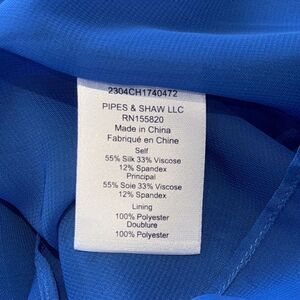 2304CH1740472
PIPES & SHAW LLC
RN155820
Made in China
Fabriqué en Chine
Self
55% Silk 33% Viscose
12% Spandex
Principal
55% Soie 33% Viscose
12% Spandex
Lining
100% Polyester
Doublure
100% Polyester